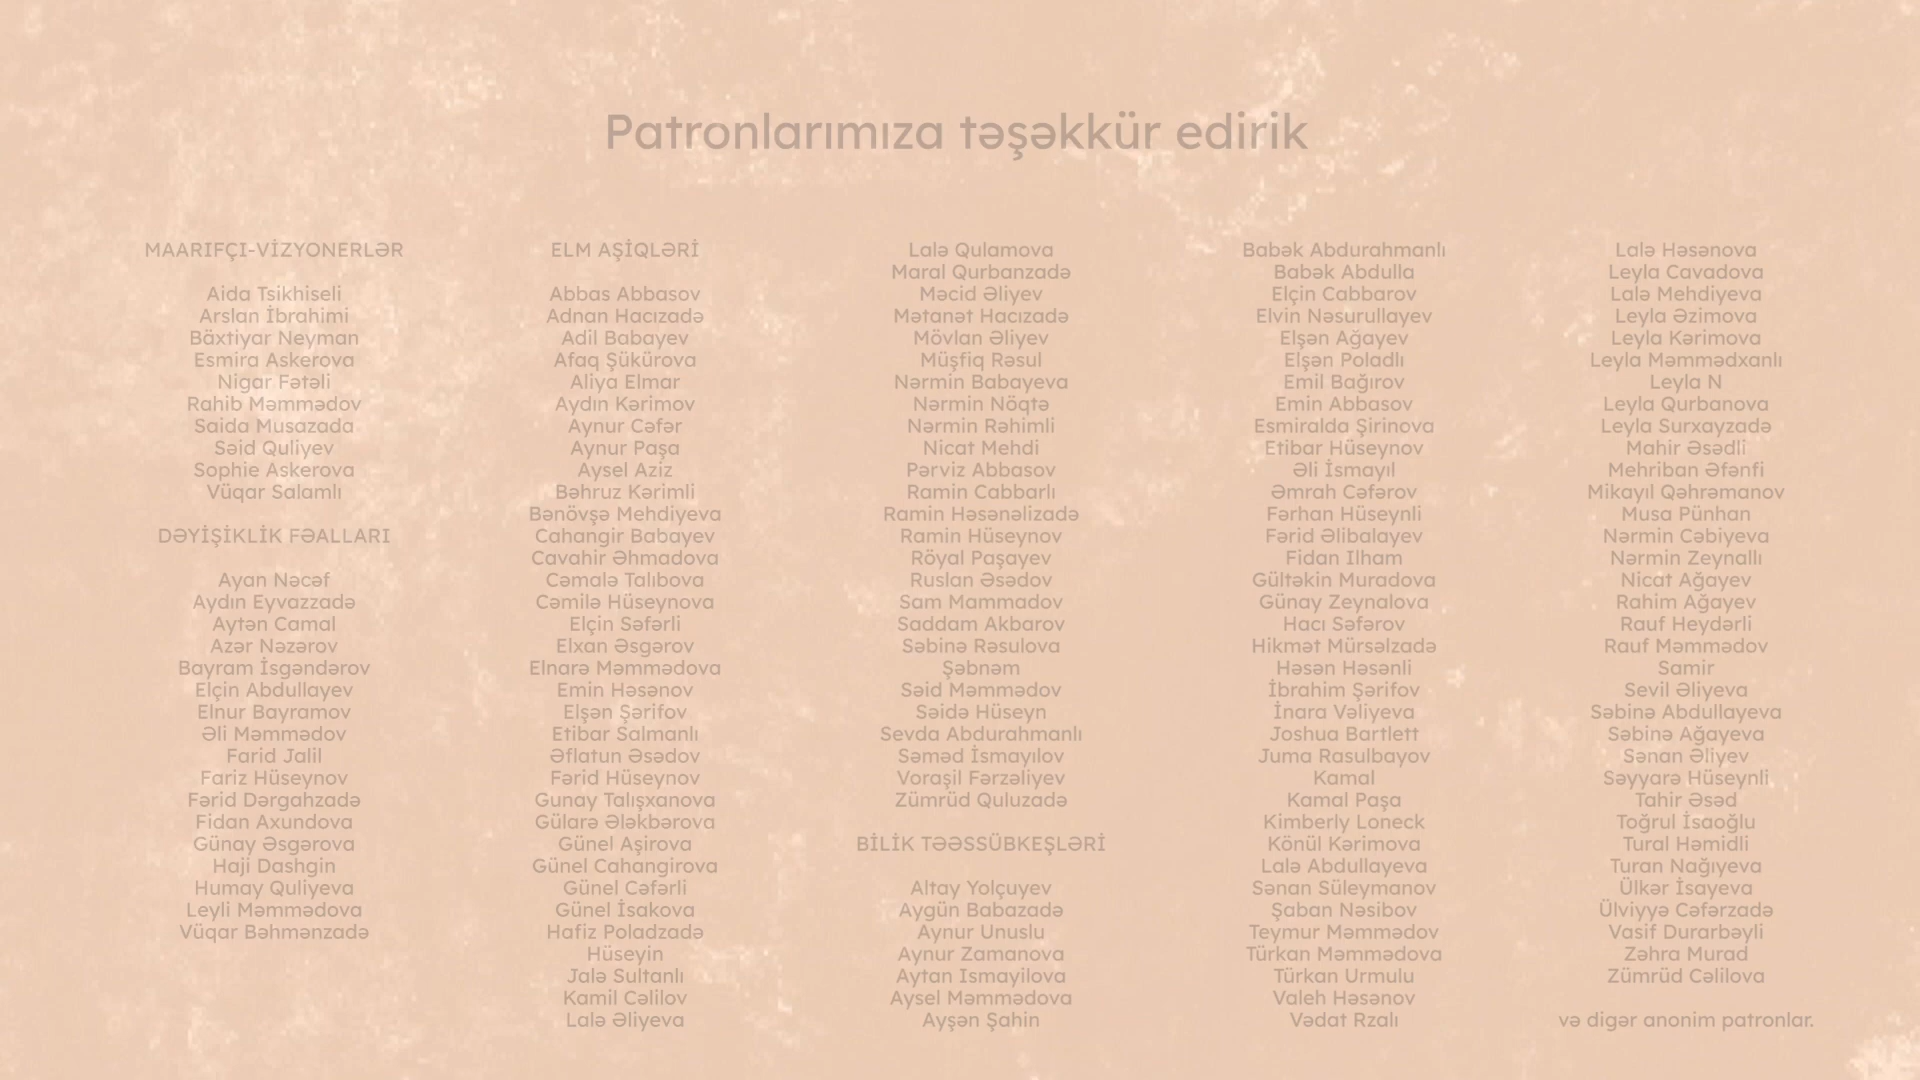 Patronlarımıza təşəkkür edirik
MAARIFÇI-VİZYONERLƏR
Aida Tsikhiseli
Arslan İbrahimi
Bäxtiyar Neyman
Esmira Askerova
Nigar Fətəli
Rahib Məmmədov
Saida Musazada
Səid Quliyev
Sophie Askerova
Vüqar Salamlı
DƏYİŞİKLİK FƏALLARI
Ayan Nəcəf
Aydın Eyvazzadə
Aytən Camal
Azər Nəzərov
Bayram İsgəndərov
Elçin Abdullayev
Elnur Bayramov
Əli Məmmədov
Farid Jalil
Fariz Hüseynov
Fərid Dərgahzadə
Fidan Axundova
Günay Əsgərova
Haji Dashgin
Humay Quliyeva
Leyli Məmmədova
Vüqar Bəhmənzadə
ELM AŞİQLƏRİ
Abbas Abbasov
Adnan Hacızadə
Adil Babayev
Afaq Şükürova
Aliya Elmar
Aydın Kərimov
Aynur Cəfər
Aynur Paşa
Aysel Aziz
Bəhruz Kərimli
Bənövşə Mehdiyeva
Cahangir Babayev
Cavahir Əhmadova
Cəmalə Talıbova
Cəmilə Hüseynova
Elçin Səfərli
Elxan Əsgərov
Elnarə Məmmədova
Emin Həsənov
Elşən Şərifov
Etibar Salmanlı
Əflatun Əsədov
Fərid Hüseynov
Gunay Talışxanova
Gülarə Ələkbərova
Günel Aşirova
Günel Cahangirova
Günel Cəfərli
Günel İsakova
Hafiz Poladzadə
Hüseyin
Jalə Sultanlı
Kamil Cəlilov
Lalə Əliyeva
Lalə Qulamova
Maral Qurbanzadə
Məcid Əliyev
Mətanət Hacızadə
Mövlan Əliyev
Müşfiq Rəsul
Nərmin Babayeva
Nərmin Nöqtə
Nərmin Rəhimli
Nicat Mehdi
Pərviz Abbasov
Ramin Cabbarlı
Ramin Həsənəlizadə
Ramin Hüseynov
Röyal Paşayev
Ruslan Əsədov
Sam Mammadov
Saddam Akbarov
Səbinə Rəsulova
Şəbnəm
Səid Məmmədov
Səidə Hüseyn
Sevda Abdurahmanlı
Səməd İsmayılov
Voraşil Fərzəliyev
Zümrüd Quluzadə
BİLİK TƏƏSSÜBKEŞLƏRİ
Altay Yolçuyev
Aygün Babazadə
Aynur Unuslu
Aynur Zamanova
Aytan Ismayilova
Aysel Məmmədova
Ayşən Şahin
Babək Abdurahmanlı
Babək Abdulla
Elçin Cabbarov
Elvin Nəsurullayev
Elşən Ağayev
Elşən Poladlı
Emil Bağırov
Emin Abbasov
Esmiralda Şirinova
Etibar Hüseynov
Əli İsmayıl
Əmrah Cəfərov
Fərhan Hüseynli
Fərid Əlibalayev
Fidan Ilham
Gültəkin Muradova
Günay Zeynalova
Hacı Səfərov
Hikmət Mürsəlzadə
Həsən Həsənli
İbrahim Şərifov
İnara Vəliyeva
Joshua Bartlett
Juma Rasulbayov
Kamal
Kamal Paşa
Kimberly Loneck
Könül Kərimova
Lalə Abdullayeva
Sənan Süleymanov
Şaban Nəsibov
Teymur Məmmədov
Türkan Məmmədova
Türkan Urmulu
Valeh Həsənov
Vədat Rzalı
Lalə Həsənova
Leyla Cavadova
Lalə Mehdiyeva
Leyla Əzimova
Leyla Kərimova
Leyla Məmmədxanlı
Leyla N
Leyla Qurbanova
Leyla Surxayzadə
Mahir Əsədli
Mehriban Əfənfi
Mikayıl Qəhrəmanov
Musa Pünhan
Nərmin Cəbiyeva
Nərmin Zeynallı
Nicat Ağayev
Rahim Ağayev
Rauf Heydərli
Rauf Məmmədov
Samir
Sevil Əliyeva
Səbinə Abdullayeva
Səbinə Ağayeva
Sənan Əliyev
Səyyarə Hüseynli
Tahir Əsəd
Toğrul İsaoğlu
Tural Həmidli
Turan Nağıyeva
Ülkər İsayeva
Ülviyyə Cəfərzadə
Vasif Durarbəyli
Zəhra Murad
Zümrüd Cəlilova
və digər anonim patronlar.